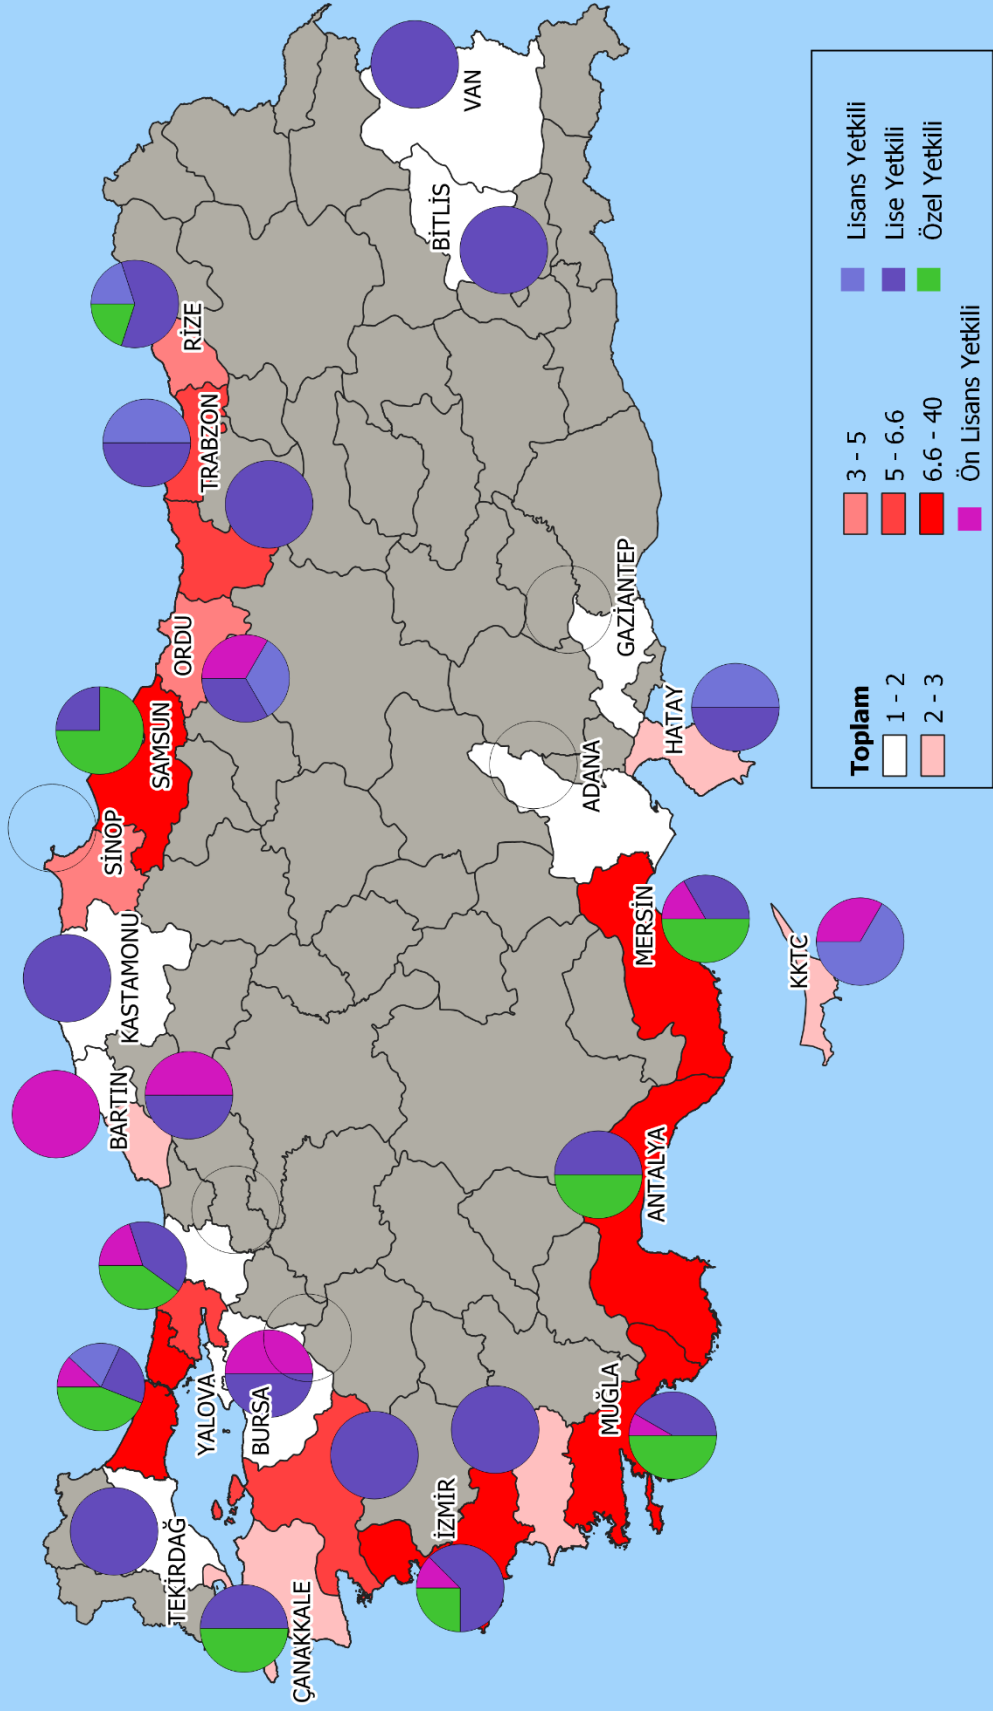 TEKİRDAĞ
ÇANAKKALE
YALOVA
BURSA
İZMİR
MUĞLA
ANTALYA
BARTIN
KASTAMONU
SİNOP
SAMSUN
ORDU
TRABZON
RİZE
MERSİN
KKTC
ADANA
HATAY
GAZİANTEP
BİTLİS
VAN
Toplam
1 - 2
2 - 3
3 - 5
5 - 6.6
6.6 - 40
Ön Lisans Yetkili
Lisans Yetkili
Lise Yetkili
Özel Yetkili